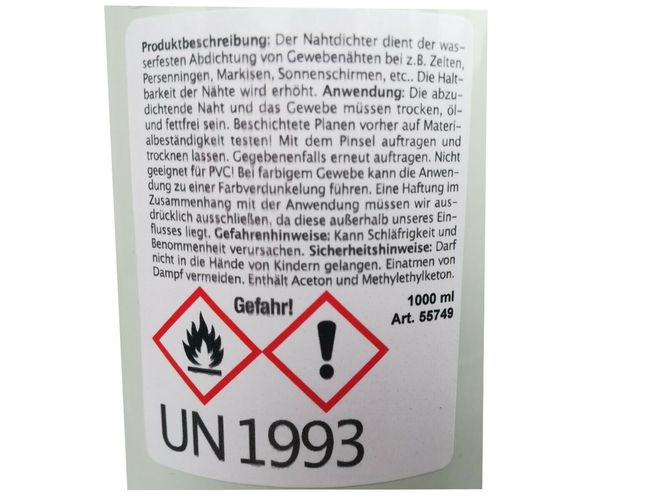 Produktbeschreibung: Der Nahtdichter dient der was-
serfesten Abdichtung von Gewebenähten bei z.B. Zelten,
Persenningen, Markisen, Sonnenschirmen, etc.. Die Halt-
barkeit der Nähte wird erhöht. Anwendung: Die abzu-
dichtende Naht und das Gewebe müssen trocken, öl-
und fettfrei sein. Beschichtete Planen vorher auf Materi-
albeständigkeit testen! Mit dem Pinsel auftragen und
trocknen lassen. Gegebenenfalls erneut auftragen. Nicht
geeignet für PVC! Bei farbigem Gewebe kann die Anwen-
dung zu einer Farbverdunkelung führen. Eine Haftung im
Zusammenhang mit der Anwendung müssen wir aus-
drücklich ausschließen, da diese außerhalb unseres Ein-
flusses liegt. Gefahrenhinweise: Kann Schläfrigkeit und
Benommenheit verursachen. Sicherheitshinweise: Darf
nicht in die Hände von Kindern gelangen. Einatmen von
Dampf vermeiden. Enthält Aceton und Methylethylketon.
Gefahr!
1000 ml
Art. 55749
UN 1993